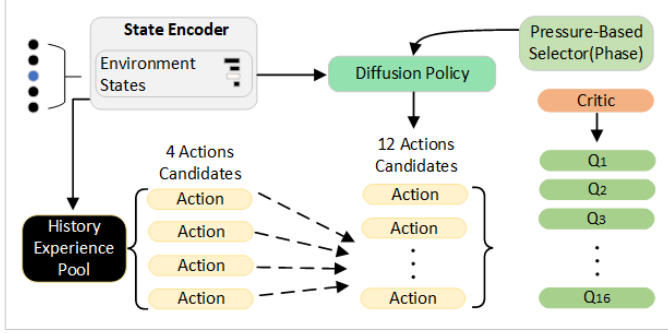 State Encoder
Environment
States
Diffusion Policy
Pressure-Based
Selector(Phase)
Critic
4 Actions
Candidates
12 Actions
Candidates
History
Experience
Pool
Action
Action
Action
Action
Action
Action
Action
Q1
Q2
Q3
Q16